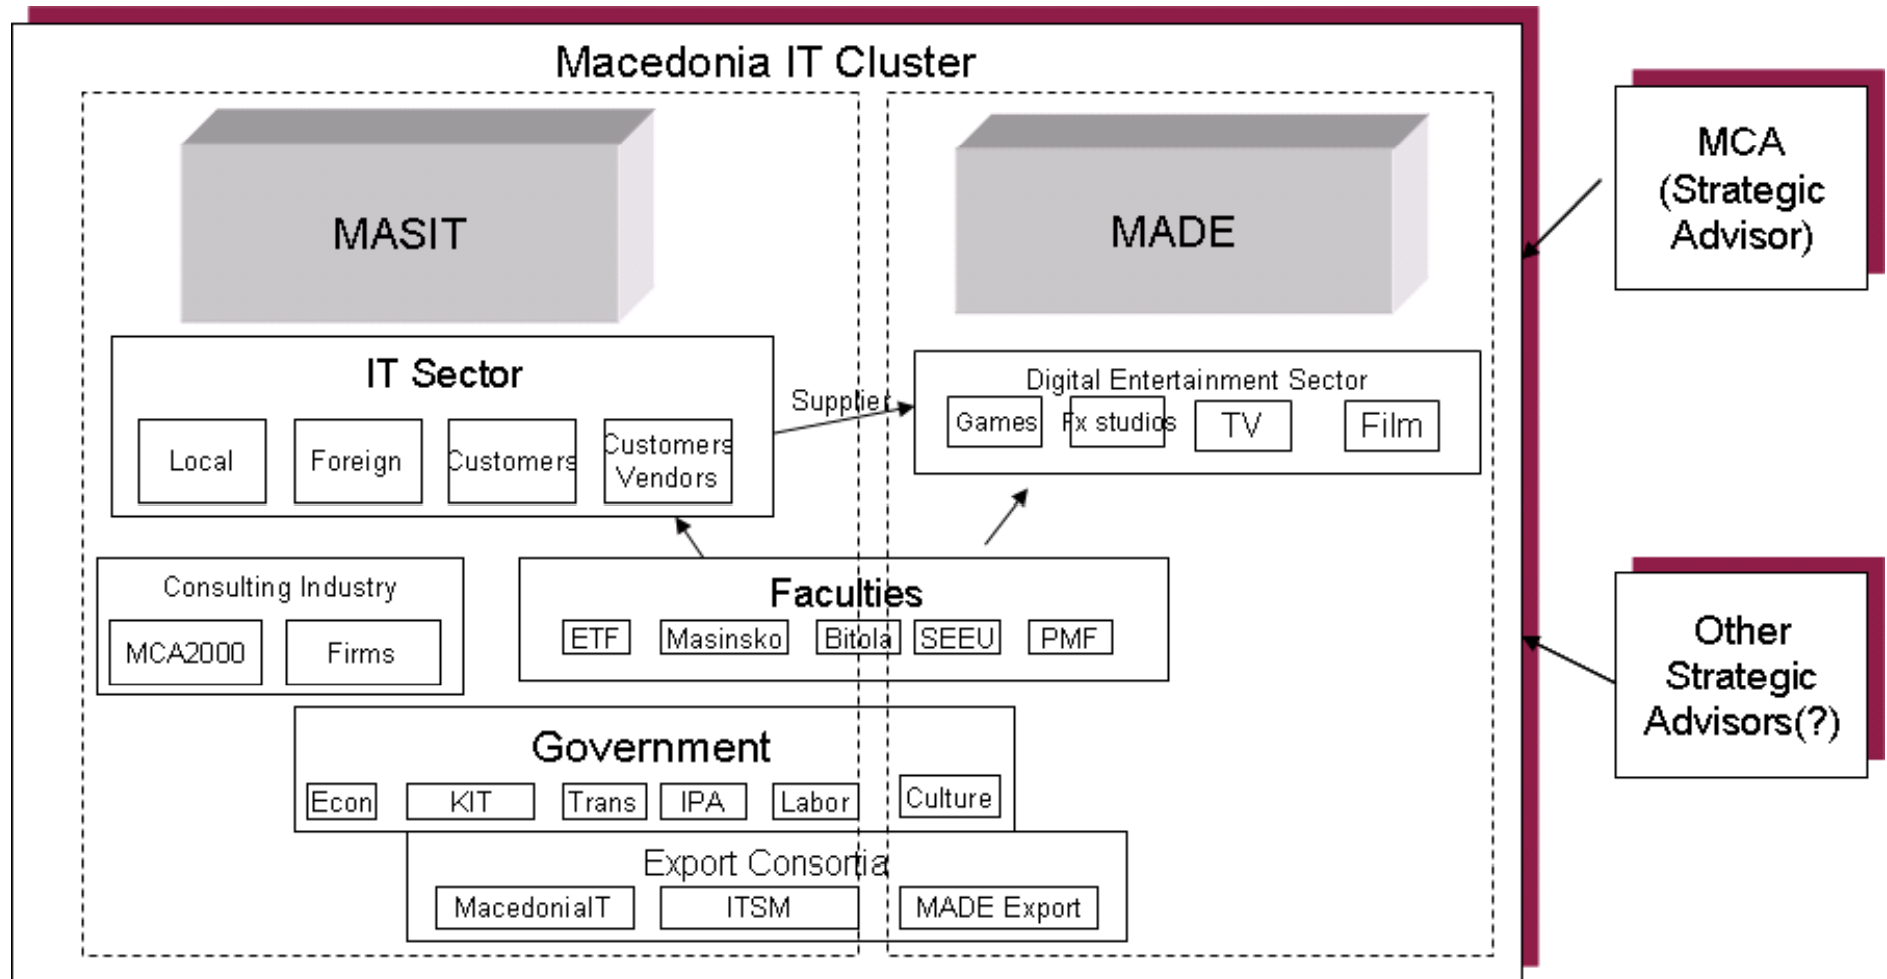 Macedonia IT Cluster
MASIT
MADE
MCA
(Strategic
Advisor)
IT Sector
Local
Foreign
Customers
Customers
Vendors
Supplier
Digital Entertainment Sector
Games
Fx studios
TV
Film
Consulting Industry
MCA2000
Firms
Faculties
ETF
Masinsko
Bitola
SEEU
PMF
Other
Strategic
Advisors(?)
Government
Econ
KIT
Trans
IPA
Labor
Culture
Export Consortia
MacedoniaIT
ITSM
MADE Export